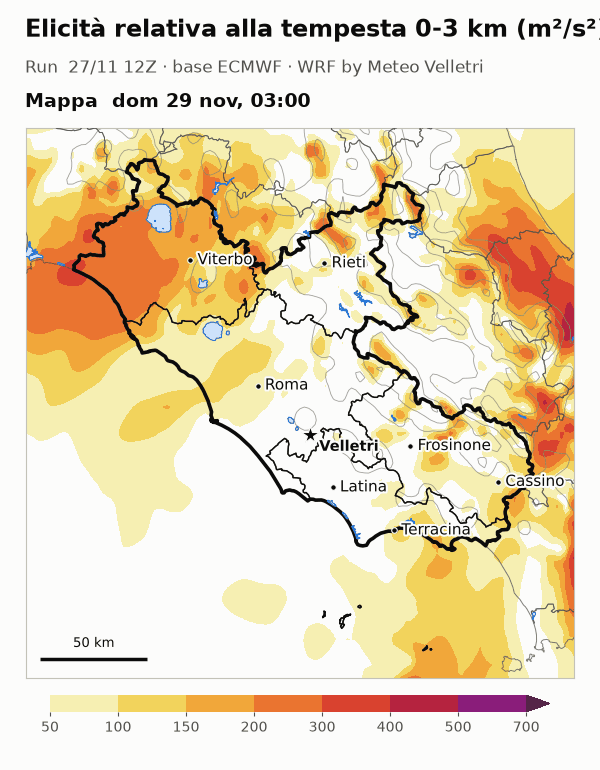 Elicità relativa alla tempesta 0-3 km (m²/s²)
Run 27/11 12Z · base ECMWF · WRF by Meteo Velletri
Mappa dom 29 nov, 03:00
Viterbo
Rieti
Roma
Velletri
Frosinone
Cassino
Latina
Terracina
50 km
50 100 150 200 300 400 500 700